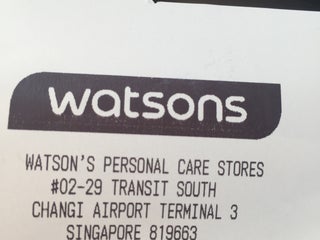 watsons
WATSON'S PERSONAL CARE STORES
#02-29 TRANSIT SOUTH
CHANGI AIRPORT TERMINAL 3
SINGAPORE 819663